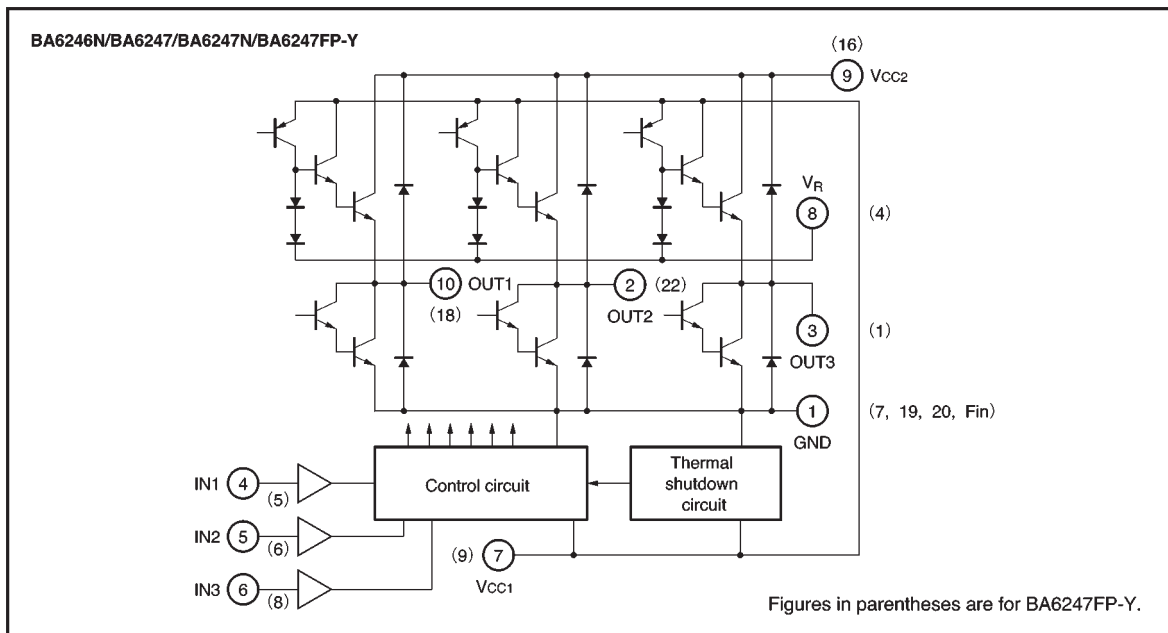 BA6246N/BA6247/BA6247N/BA6247FP-Y
(16)
9 VCC2
VR
8 (4)
10 OUT1
(18)
2 (22)
OUT2
3 (1)
OUT3
1 (7, 19, 20, Fin)
GND
Control circuit
Thermal
shutdown
circuit
IN1 4
(5)
IN2 5
(6)
IN3 6
(8)
(9) 7
VCC1
Figures in parentheses are for BA6247FP-Y.